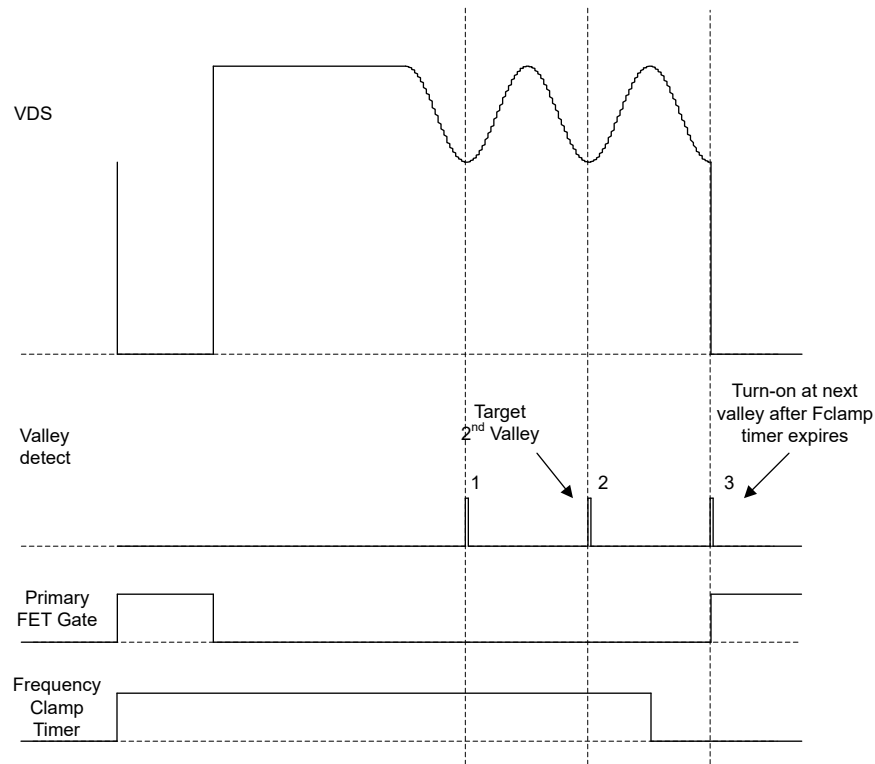 VDS
Turn-on at next
valley after Fclamp
timer expires
Target
2nd Valley
Valley
detect
1
2
3
Primary
FET Gate
Frequency
Clamp
Timer